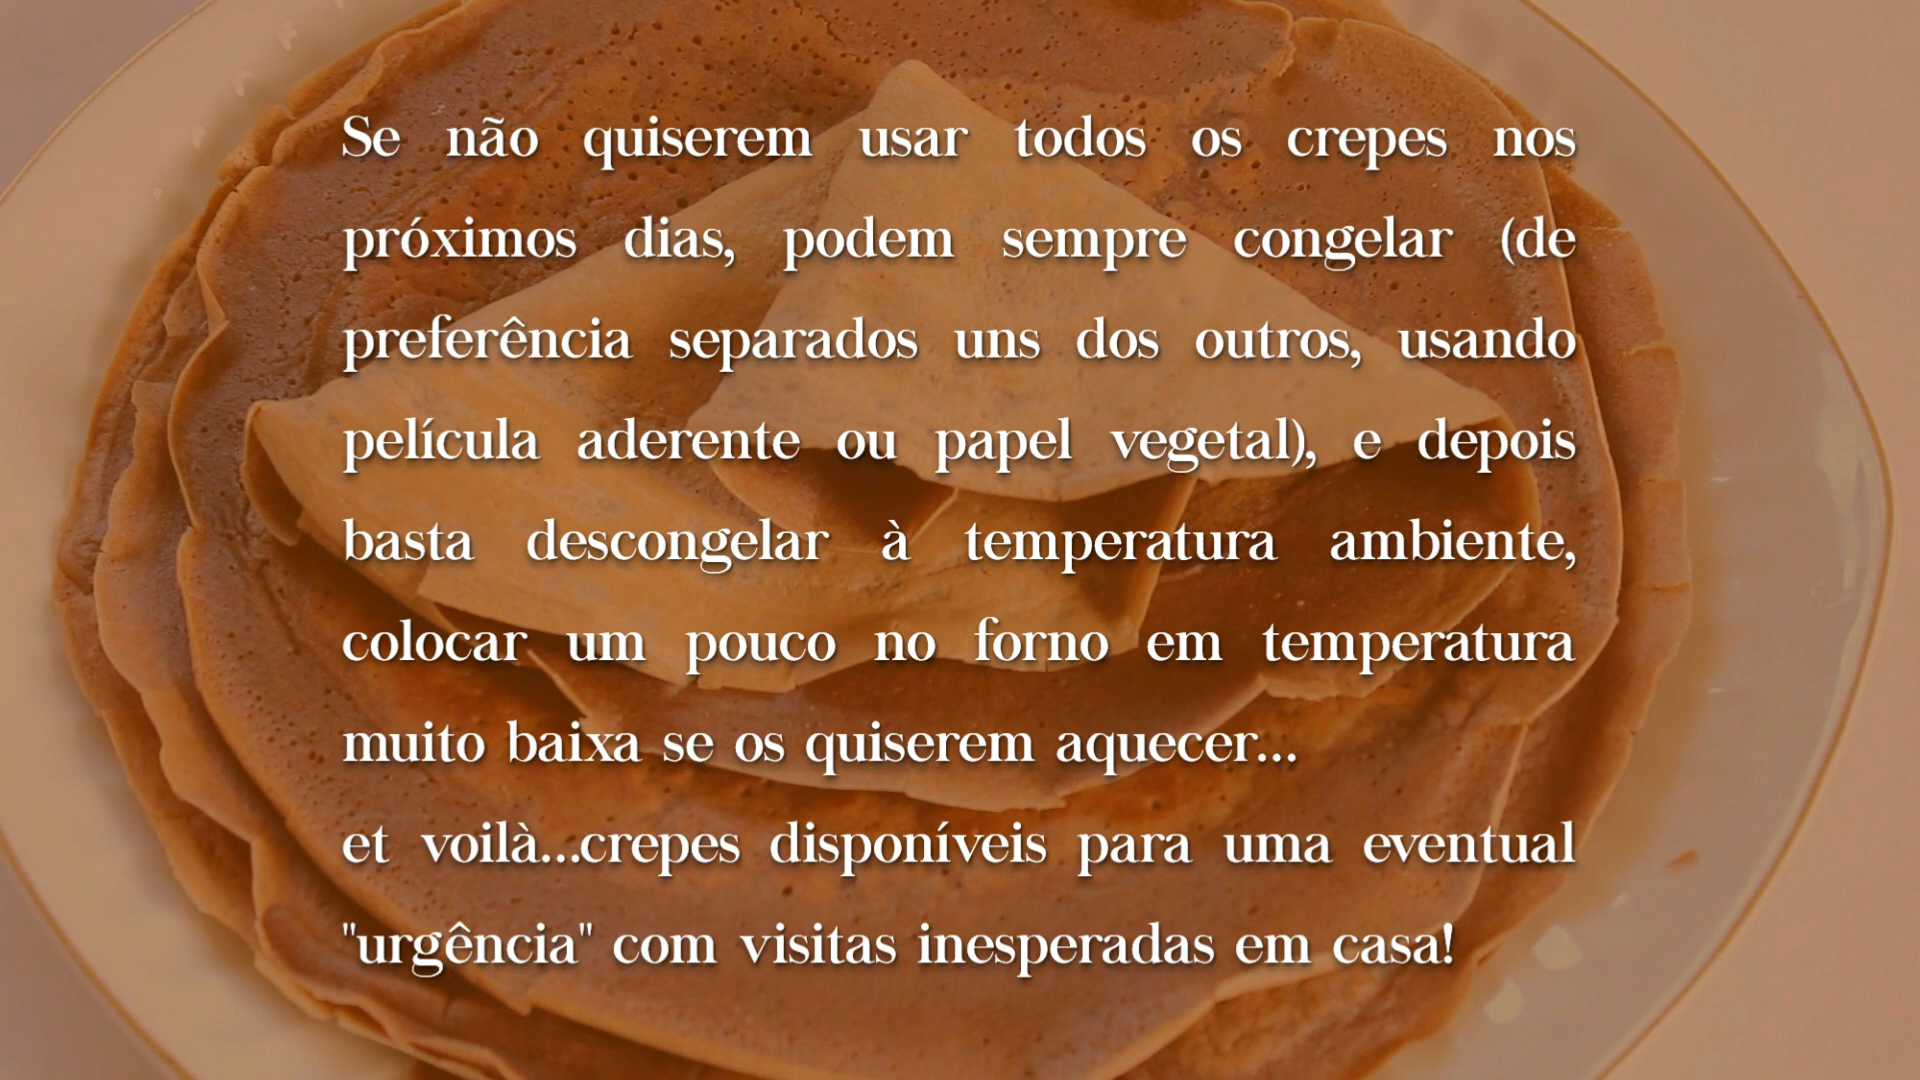 Se não quiserem usar todos os crepes nos
próximos dias, podem sempre congelar (de
preferência separados uns dos outros, usando
película aderente ou papel vegetal), e depois
basta descongelar à temperatura ambiente,
colocar um pouco no forno em temperatura
muito baixa se os quiserem aquecer...
et voilà...crepes disponíveis para uma eventual
"urgência" com visitas inesperadas em casa!